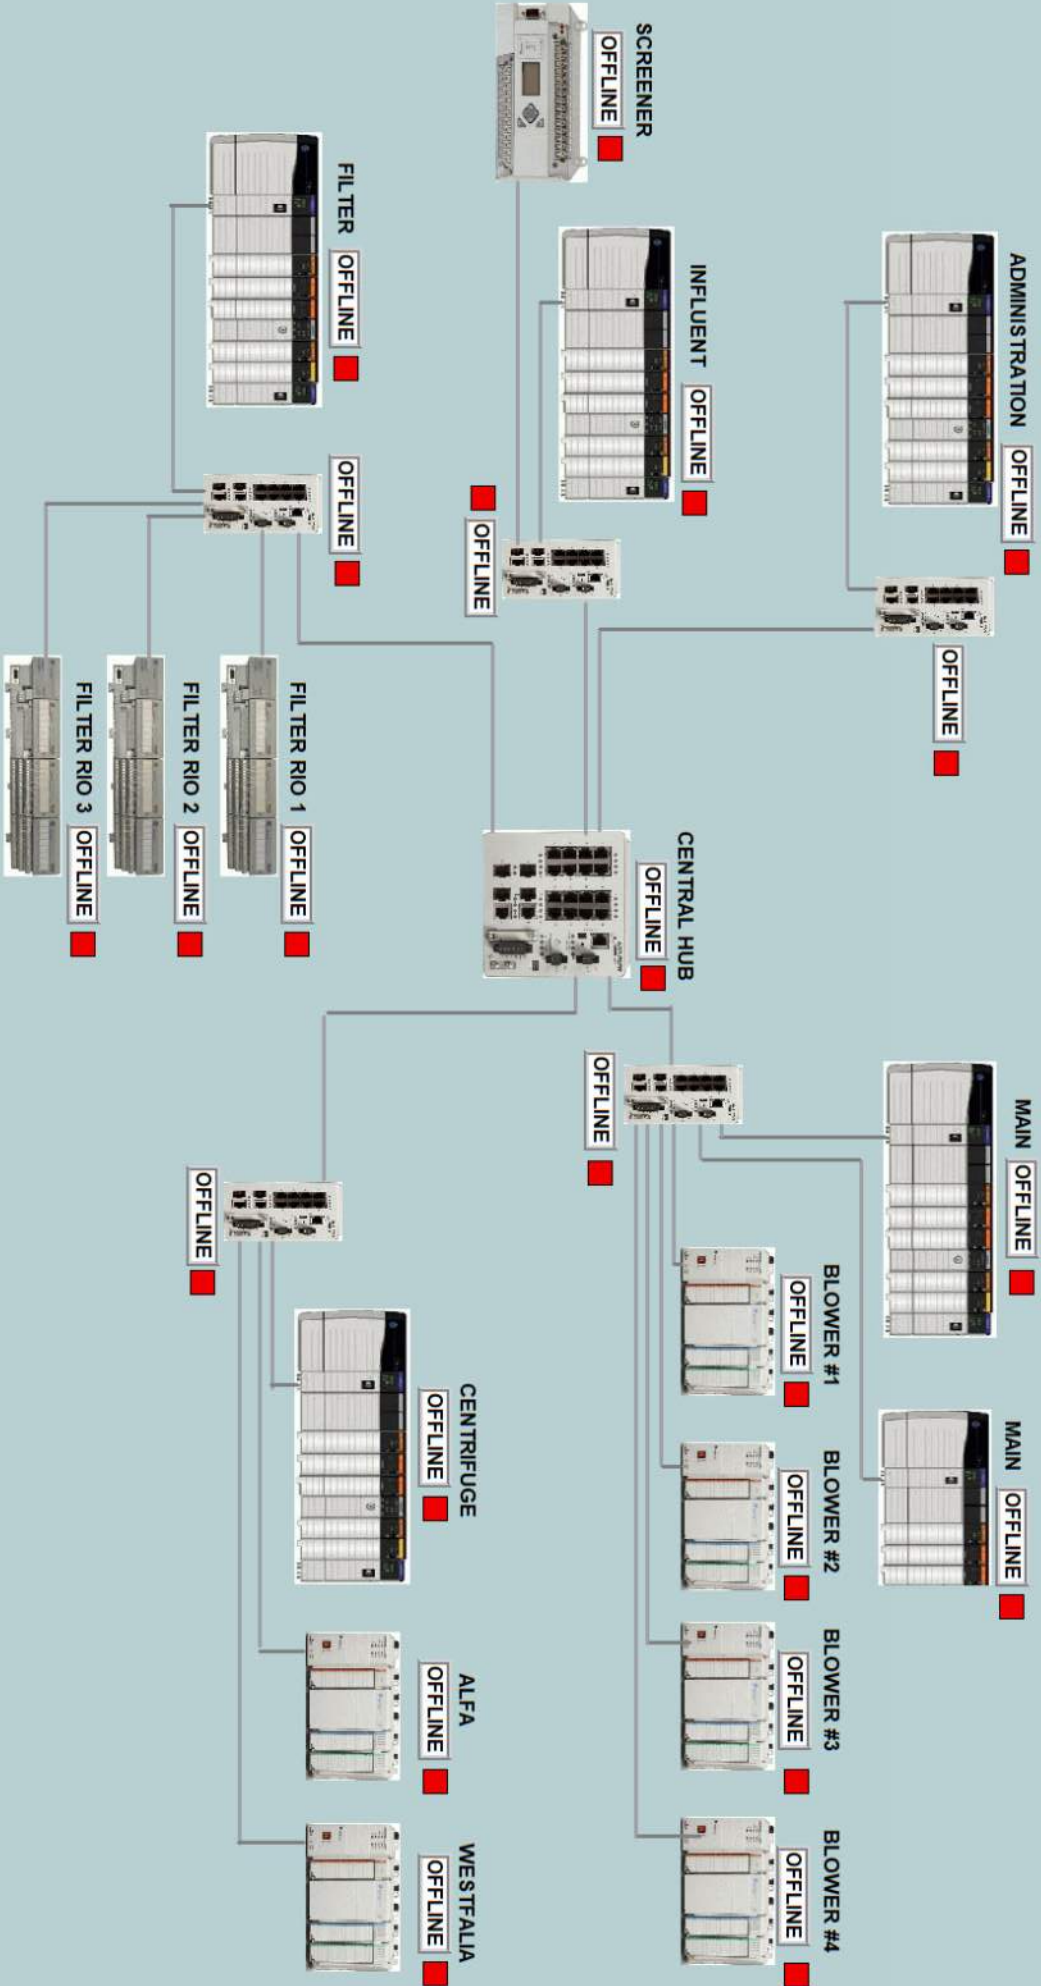 ADMINISTRATION
OFFLINE
OFFLINE
MAIN
OFFLINE
MAIN
OFFLINE
SCREENER
OFFLINE
INFLUENT
OFFLINE
OFFLINE
CENTRAL HUB
OFFLINE
OFFLINE
BLOWER #1
OFFLINE
BLOWER #2
OFFLINE
BLOWER #3
OFFLINE
BLOWER #4
OFFLINE
FILTER
OFFLINE
OFFLINE
FILTER RIO 1
OFFLINE
FILTER RIO 2
OFFLINE
FILTER RIO 3
OFFLINE
OFFLINE
CENTRIFUGE
OFFLINE
ALFA
OFFLINE
WESTFALIA
OFFLINE